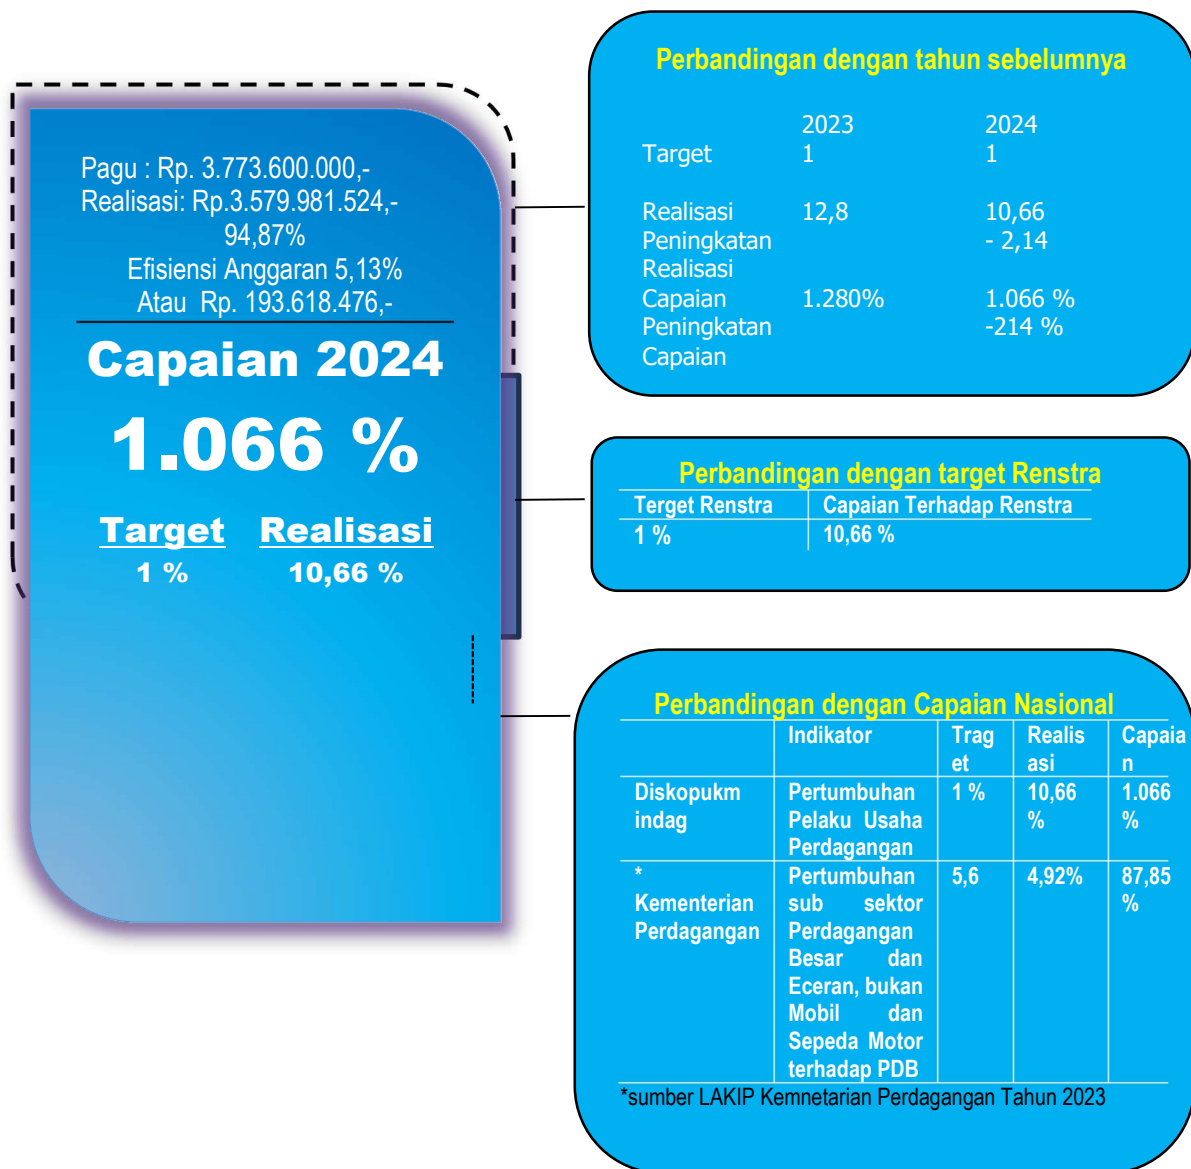 Pagu : Rp. 3.773.600.000,-
Realisasi: Rp.3.579.981.524,-
94,87%
Efisiensi Anggaran 5,13%
Atau Rp. 193.618.476,-
Capaian 2024
1.066 %
Target Realisasi
1 % 10,66 %
Perbandingan dengan tahun sebelumnya
2023 2024
Target 1 1
Realisasi 12,8 10,66
Peningkatan - 2,14
Realisasi
Capaian 1.280% 1.066 %
Peningkatan -214 %
Capaian
Perbandingan dengan target Renstra
Terget Renstra Capaian Terhadap Renstra
1 % 10,66 %
Perbandingan dengan Capaian Nasional
Indikator Trag Realis Capaia
et asi n
Diskopukm Pertumbuhan 1 % 10,66 1.066
indag Pelaku Usaha % %
Perdagangan
* Pertumbuhan 5,6 4,92% 87,85
Kementerian sub sektor %
Perdagangan Perdagangan
Besar dan
Eceran, bukan
Mobil dan
Sepeda Motor
terhadap PDB
*sumber LAKIP Kemnetarian Perdagangan Tahun 2023